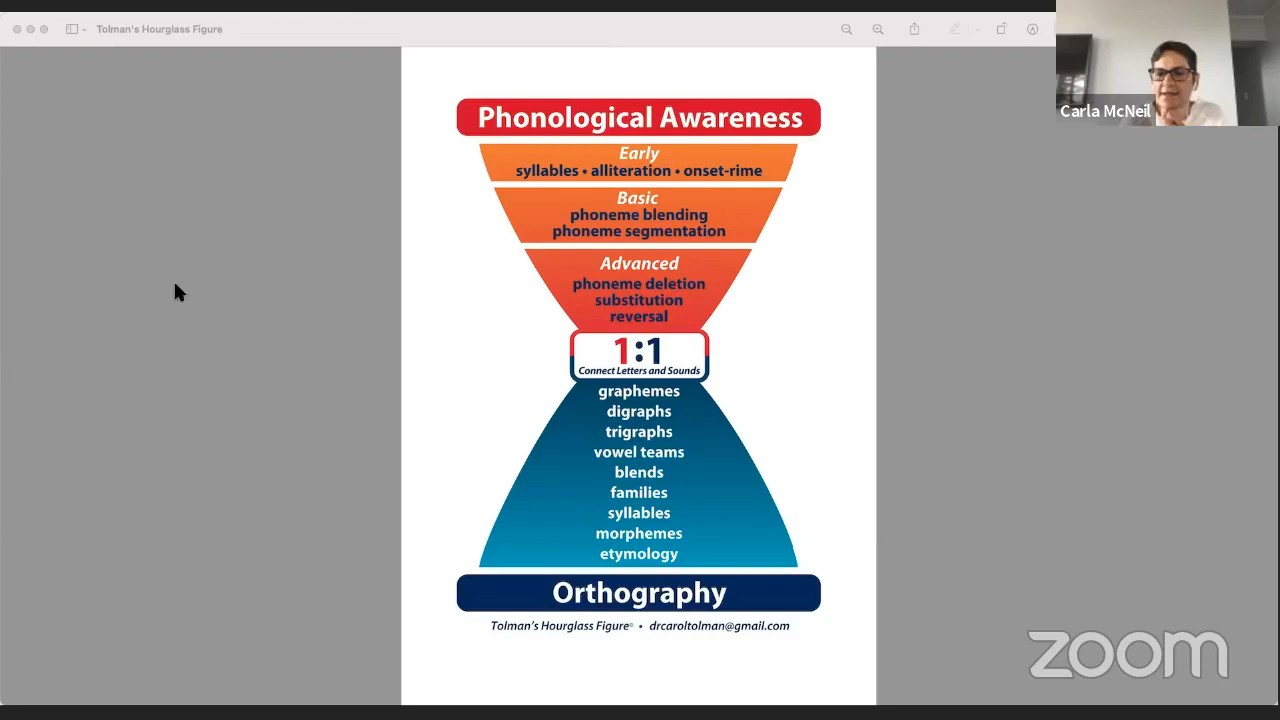 Tolman's Hourglass Figure
Carla McNeil
Phonological Awareness
Early
syllables • alliteration • onset-rime
Basic
phoneme blending
phoneme segmentation
Advanced
phoneme deletion
substitution
reversal
1:1
Connect Letters and Sounds
graphemes
digraphs
trigraphs
vowel teams
blends
families
syllables
morphemes
etymology
Orthography
Tolman's Hourglass Figure© • drcaroltolman@gmail.com
zoom